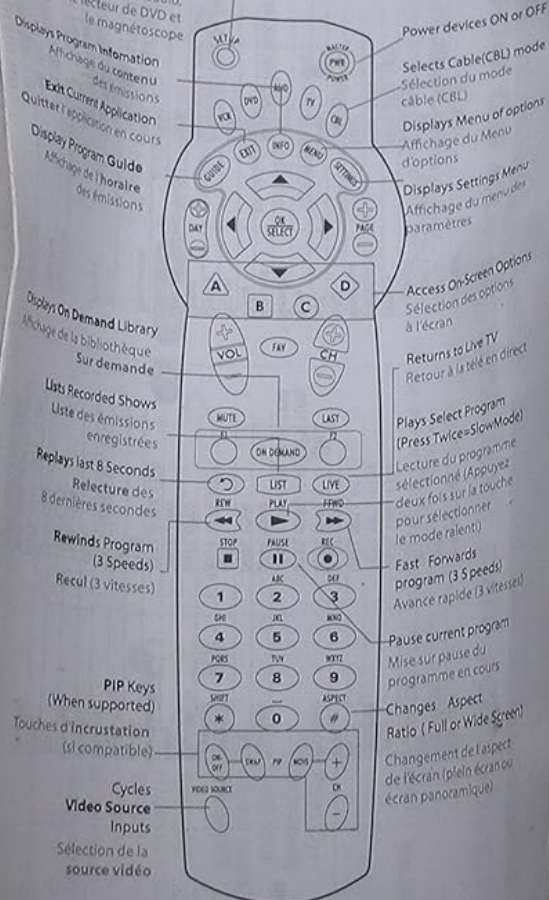 lecteur de DVD et
le magnétoscope
Displays Program Infomation
Affichage du contenu
des émissions
Exit Current Application
Quitter l'application en cours
Display Program Guide
Affichage de l'horaire
des émissions
Displays On Demand Library
Affichage de la bibliothèque
Sur demande
Lists Recorded Shows
Liste des émissions
enregistrées
Replays last 8 Seconds
Relecture des
8 dernières secondes
Rewinds Program
(3 Speeds)
Recul (3 vitesses)
PIP Keys
(When supported)
Touches d'Incrustation
(si compatible)
Cycles
Video Source
Inputs
Sélection de la
source vidéo
SETUP
MASTER
PWR
POWER
VCR
DVD
AUD
TV
CBL
GUIDE
EXIT
INFO
MENU
SETTINGS
+
DAY
-
OK
SELECT
+
PAGE
-
A
B
C
D
+
VOL
-
FAV
+
CH
-
MUTE
LAST
F1
ON DEMAND
F2
LIST
LIVE
REW
PLAY
FFWD
STOP
PAUSE
REC
ABC
DEF
1
2
3
GHI
JKL
MNO
4
5
6
PQRS
TUV
WXYZ
7
8
9
SHIFT
ASPECT
*
0
#
ON-OFF
SWAP
PIP
MOVE
+
CH
-
VIDEO SOURCE
Power devices ON or OFF
Selects Cable(CBL) mode
Sélection du mode
câble (CBL)
Displays Menu of options
Affichage du Menu
d'options
Displays Settings Menu
Affichage du menu des
paramètres
Access On-Screen Options
Sélection des options
à l'écran
Returns to Live TV
Retour à la télé en direct
Plays Select Program
(Press Twice=SlowMode)
Lecture du programme
sélectionné (Appuyez
deux fois sur la touche
pour sélectionner
le mode ralenti)
Fast Forwards
program (3 Speeds)
Avance rapide (3 vitesses)
Pause current program
Mise sur pause du
programme en cours
Changes Aspect
Ratio (Full or Wide Screen)
Changement de l'aspect
de l'écran (plein écran ou
écran panoramique)